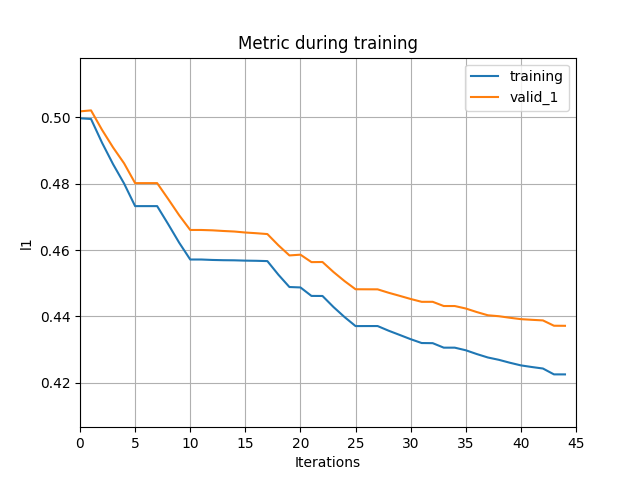 Metric during training
training
valid_1
0.50
0.48
0.46
0.44
0.42
l1
0 5 10 15 20 25 30 35 40 45
Iterations